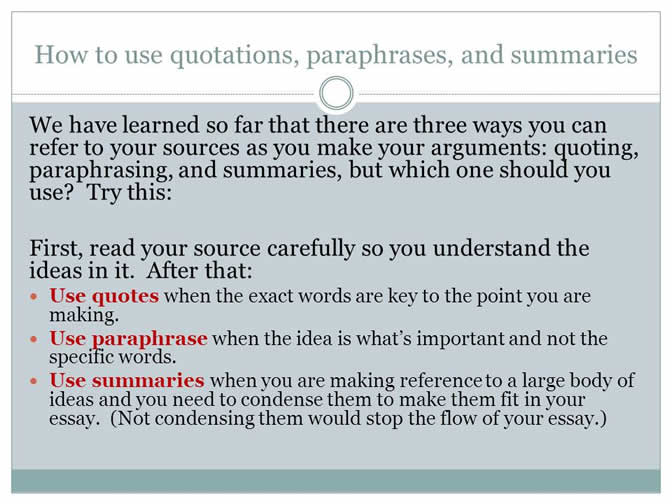 How to use quotations, paraphrases, and summaries
We have learned so far that there are three ways you can
refer to your sources as you make your arguments: quoting,
paraphrasing, and summaries, but which one should you
use?  Try this:
First, read your source carefully so you understand the
ideas in it.  After that:
• Use quotes when the exact words are key to the point you are
making.
• Use paraphrase when the idea is what’s important and not the
specific words.
• Use summaries when you are making reference to a large body of
ideas and you need to condense them to make them fit in your
essay.  (Not condensing them would stop the flow of your essay.)